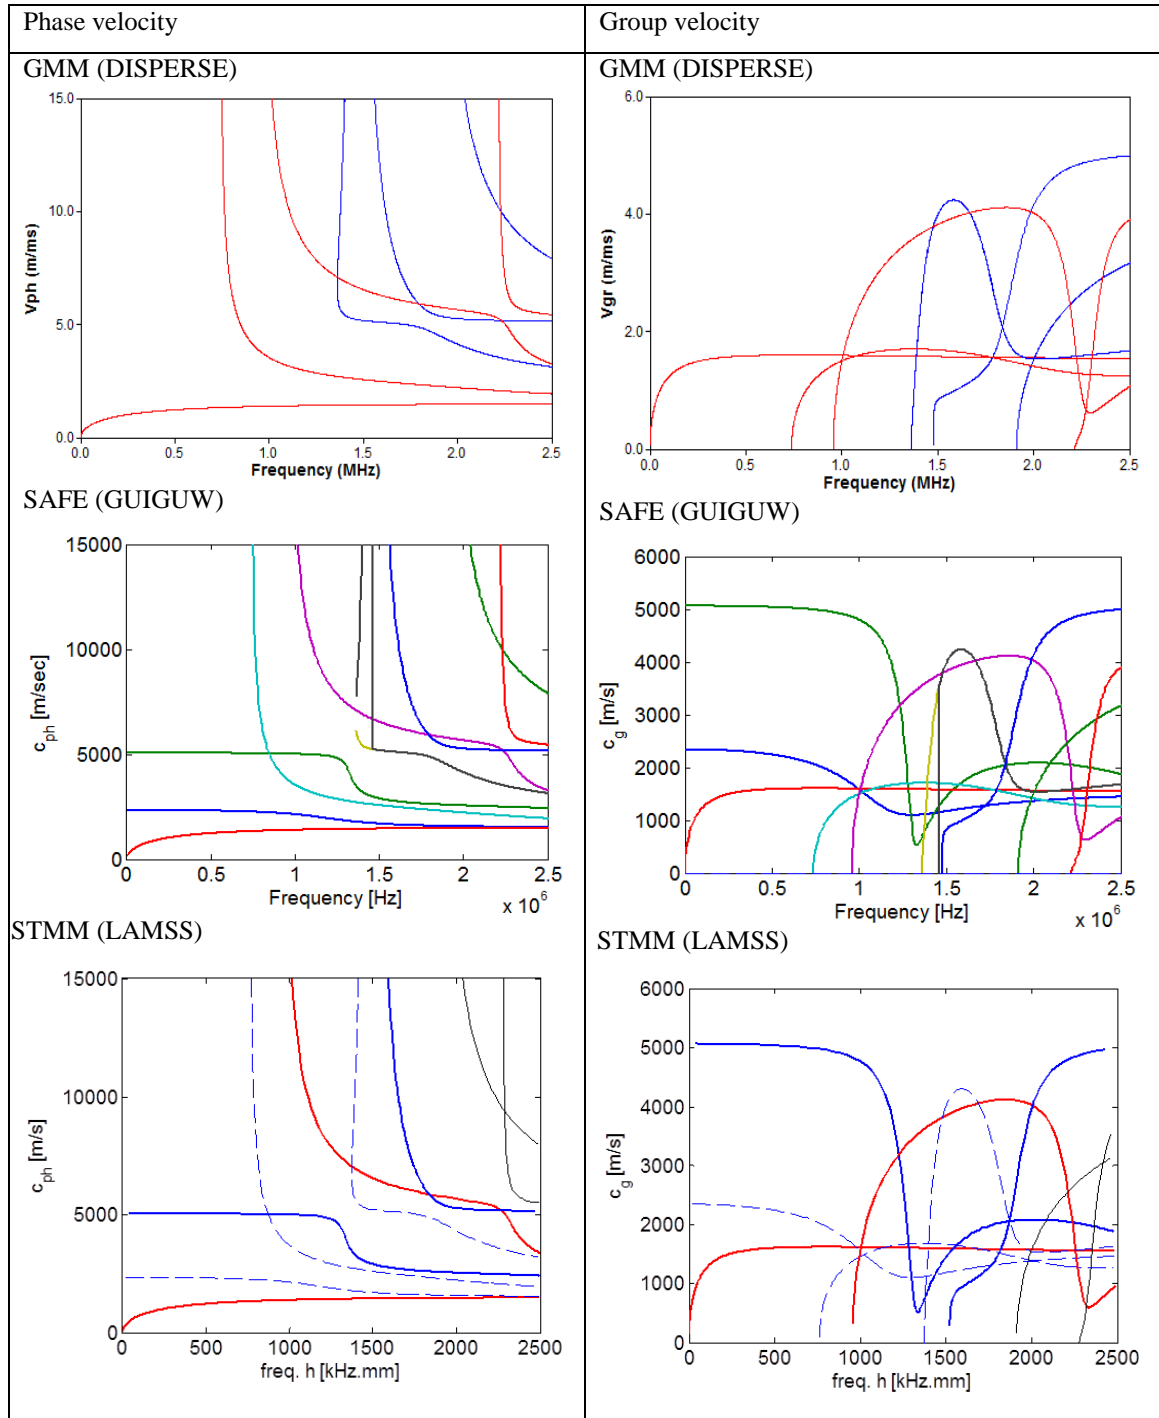 Phase velocity
Group velocity
GMM (DISPERSE)
15.0
10.0
5.0
0.0
Vph (m/ms)
0.0 0.5 1.0 1.5 2.0 2.5
Frequency (MHz)
GMM (DISPERSE)
6.0
4.0
2.0
0.0
Vgr (m/ms)
0.0 0.5 1.0 1.5 2.0 2.5
Frequency (MHz)
SAFE (GUIGUW)
15000
10000
5000
0
c_ph [m/sec]
0 0.5 1 1.5 2 2.5
Frequency [Hz]
x 10^6
SAFE (GUIGUW)
6000
5000
4000
3000
2000
1000
0
c_g [m/s]
0 0.5 1 1.5 2 2.5
Frequency [Hz]
x 10^6
STMM (LAMSS)
15000
10000
5000
0
c_ph [m/s]
0 500 1000 1500 2000 2500
freq. h [kHz.mm]
STMM (LAMSS)
6000
5000
4000
3000
2000
1000
0
c_g [m/s]
0 500 1000 1500 2000 2500
freq. h [kHz.mm]